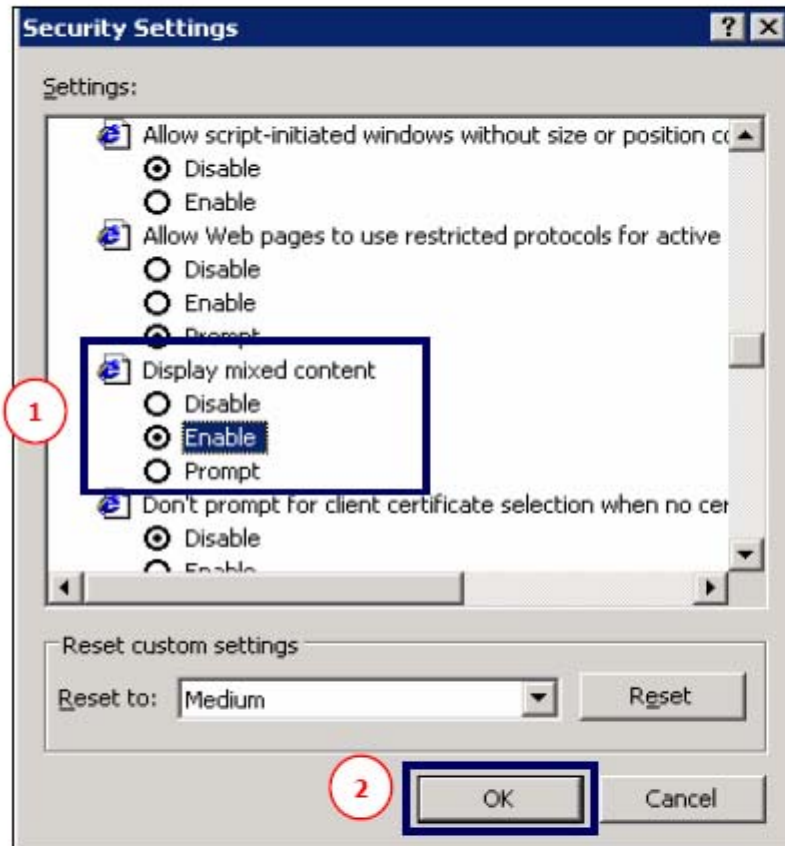 Security Settings
Settings:
Allow script-initiated windows without size or position co
Disable
Enable
Allow Web pages to use restricted protocols for active
Disable
Enable
Prompt
Display mixed content
1
Disable
Enable
Prompt
Don't prompt for client certificate selection when no cer
Disable
Enable
Reset custom settings
Reset to:
Medium
Reset
2
OK
Cancel